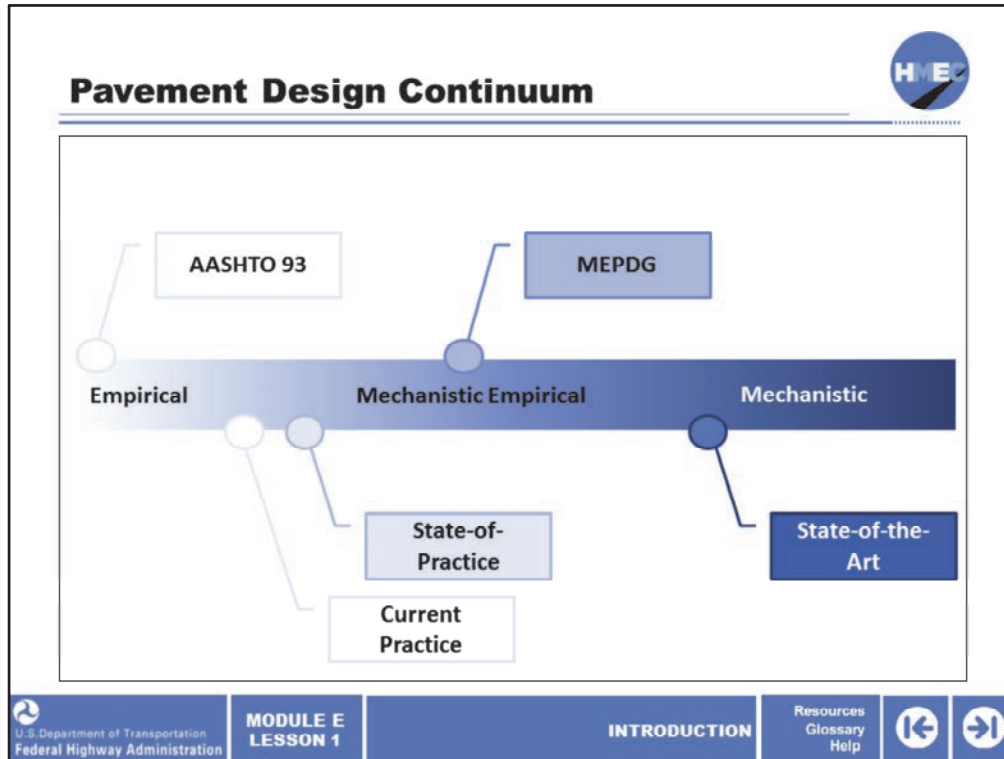 Pavement Design Continuum
HMEC
AASHTO 93
MEPDG
Empirical
Mechanistic Empirical
Mechanistic
State-of-
Practice
State-of-the-
Art
Current
Practice
U.S.Department of Transportation
Federal Highway Administration
MODULE E
LESSON 1
INTRODUCTION
Resources
Glossary
Help